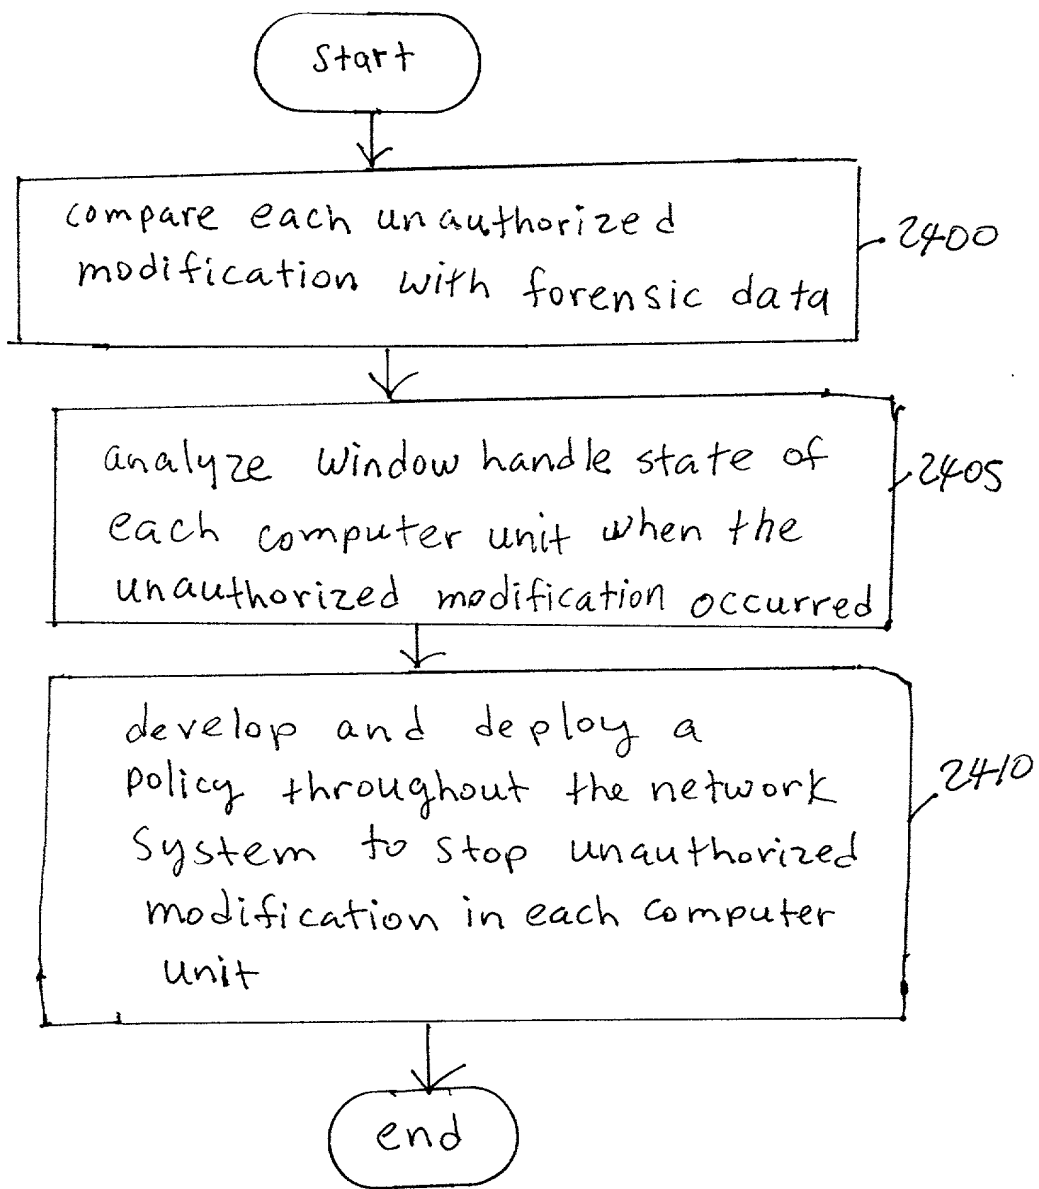 start
compare each unauthorized
modification with forensic data
2400
analyze window handle state of
each computer unit when the
unauthorized modification occurred
2405
develop and deploy a
policy throughout the network
system to stop unauthorized
modification in each computer
unit
2410
end